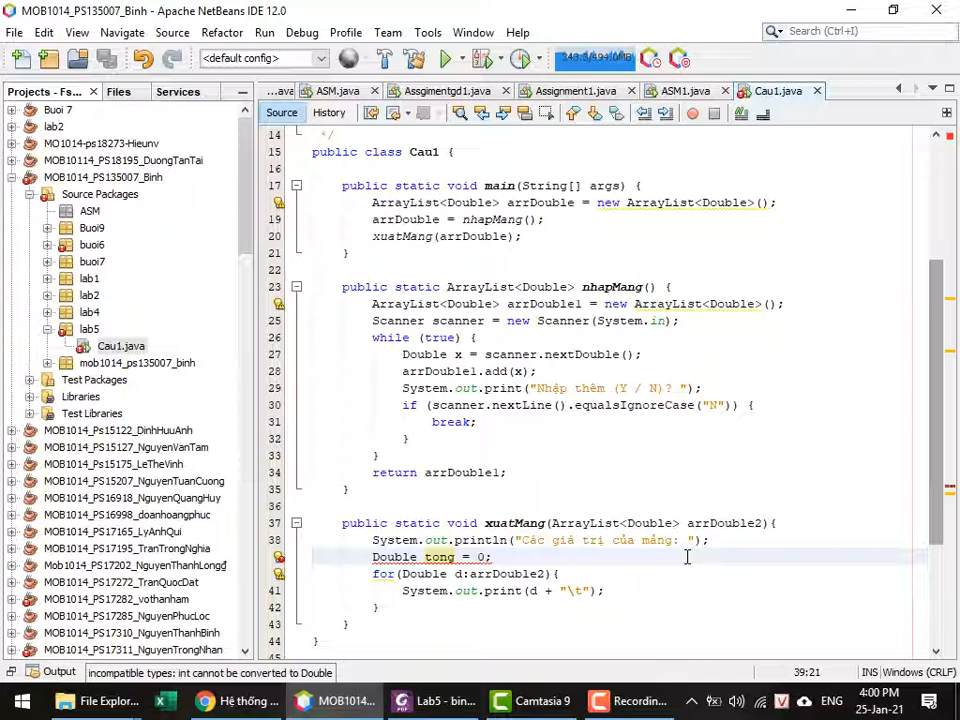 MOB1014_PS135007_Binh - Apache NetBeans IDE 12.0
File Edit View Navigate Source Refactor Run Debug Profile Team Tools Window Help
Search (Ctrl+I)
<default config>
343.3/494.0MB
Projects - Fs... Files Services
...ava ASM.java Assgimentgd1.java Assignment1.java ASM1.java Cau1.java
Source History
Buoi 7
lab2
MO1014-ps18273-Hieunv
MOB10114_PS18195_DuongTanTai
MOB1014_PS135007_Binh
Source Packages
ASM
Buoi9
buoi6
buoi7
lab1
lab2
lab4
lab5
Cau1.java
mob1014_ps135007_binh
Test Packages
Libraries
Test Libraries
MOB1014_Ps15122_DinhHuuAnh
MOB1014_PS15127_NguyenVanTam
MOB1014_Ps15175_LeTheVinh
MOB1014_PS15207_NguyenTuanCuong
MOB1014_PS16918_NguyenQuangHuy
MOB1014_PS16998_doanhoangphuc
MOB1014_PS17165_LyAnhQui
MOB1014_PS17195_TranTrongNghia
Mob1014_PS17202_NguyenThanhLong
MOB1014_PS17282_vothanham
MOB1014_PS17285_NguyenPhucLoc
MOB1014_PS17310_NguyenThanhBinh
MOB1014_PS17311_NguyenTrongNhan
14 */
15 public class Cau1 {
16
17 public static void main(String[] args) {
ArrayList<Double> arrDouble = new ArrayList<Double>();
19 arrDouble = nhapMang();
20 xuatMang(arrDouble);
21 }
22
23 public static ArrayList<Double> nhapMang() {
ArrayList<Double> arrDouble1 = new ArrayList<Double>();
25 Scanner scanner = new Scanner(System.in);
26 while (true) {
27 Double x = scanner.nextDouble();
28 arrDouble1.add(x);
29 System.out.print("Nhập thêm (Y / N)? ");
30 if (scanner.nextLine().equalsIgnoreCase("N")) {
31 break;
32 }
33 }
34 return arrDouble1;
35 }
36
37 public static void xuatMang(ArrayList<Double> arrDouble2){
38 System.out.println("Các giá trị của mảng: ");
Double tong = 0;
for(Double d:arrDouble2){
41 System.out.print(d + "\t");
42 }
43 }
44 }
Output
incompatible types: int cannot be converted to Double
39:21 INS Windows (CRLF)
File Explor... Hệ thống ... MOB1014... Lab5 - bin... Camtasia 9 Recordin...
ENG
4:00 PM
25-Jan-21